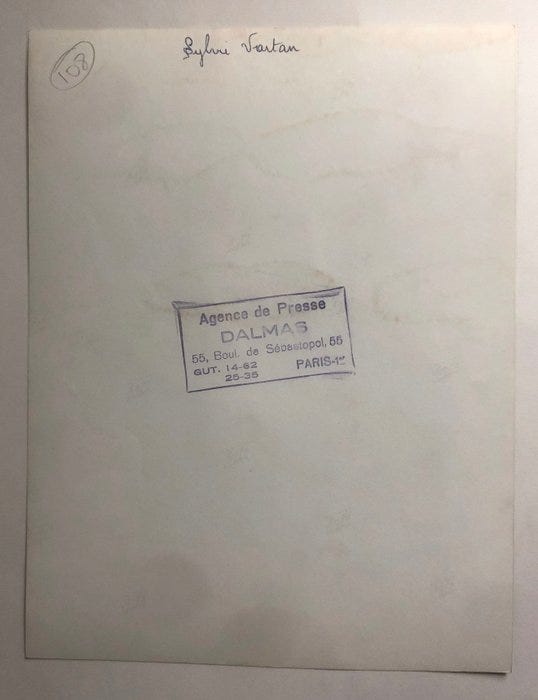 Sylvie Vartan
108
Agence de Presse
DALMAS
55, Boul. de Sébastopol, 55
GUT. 14-62 PARIS-1er
25-35